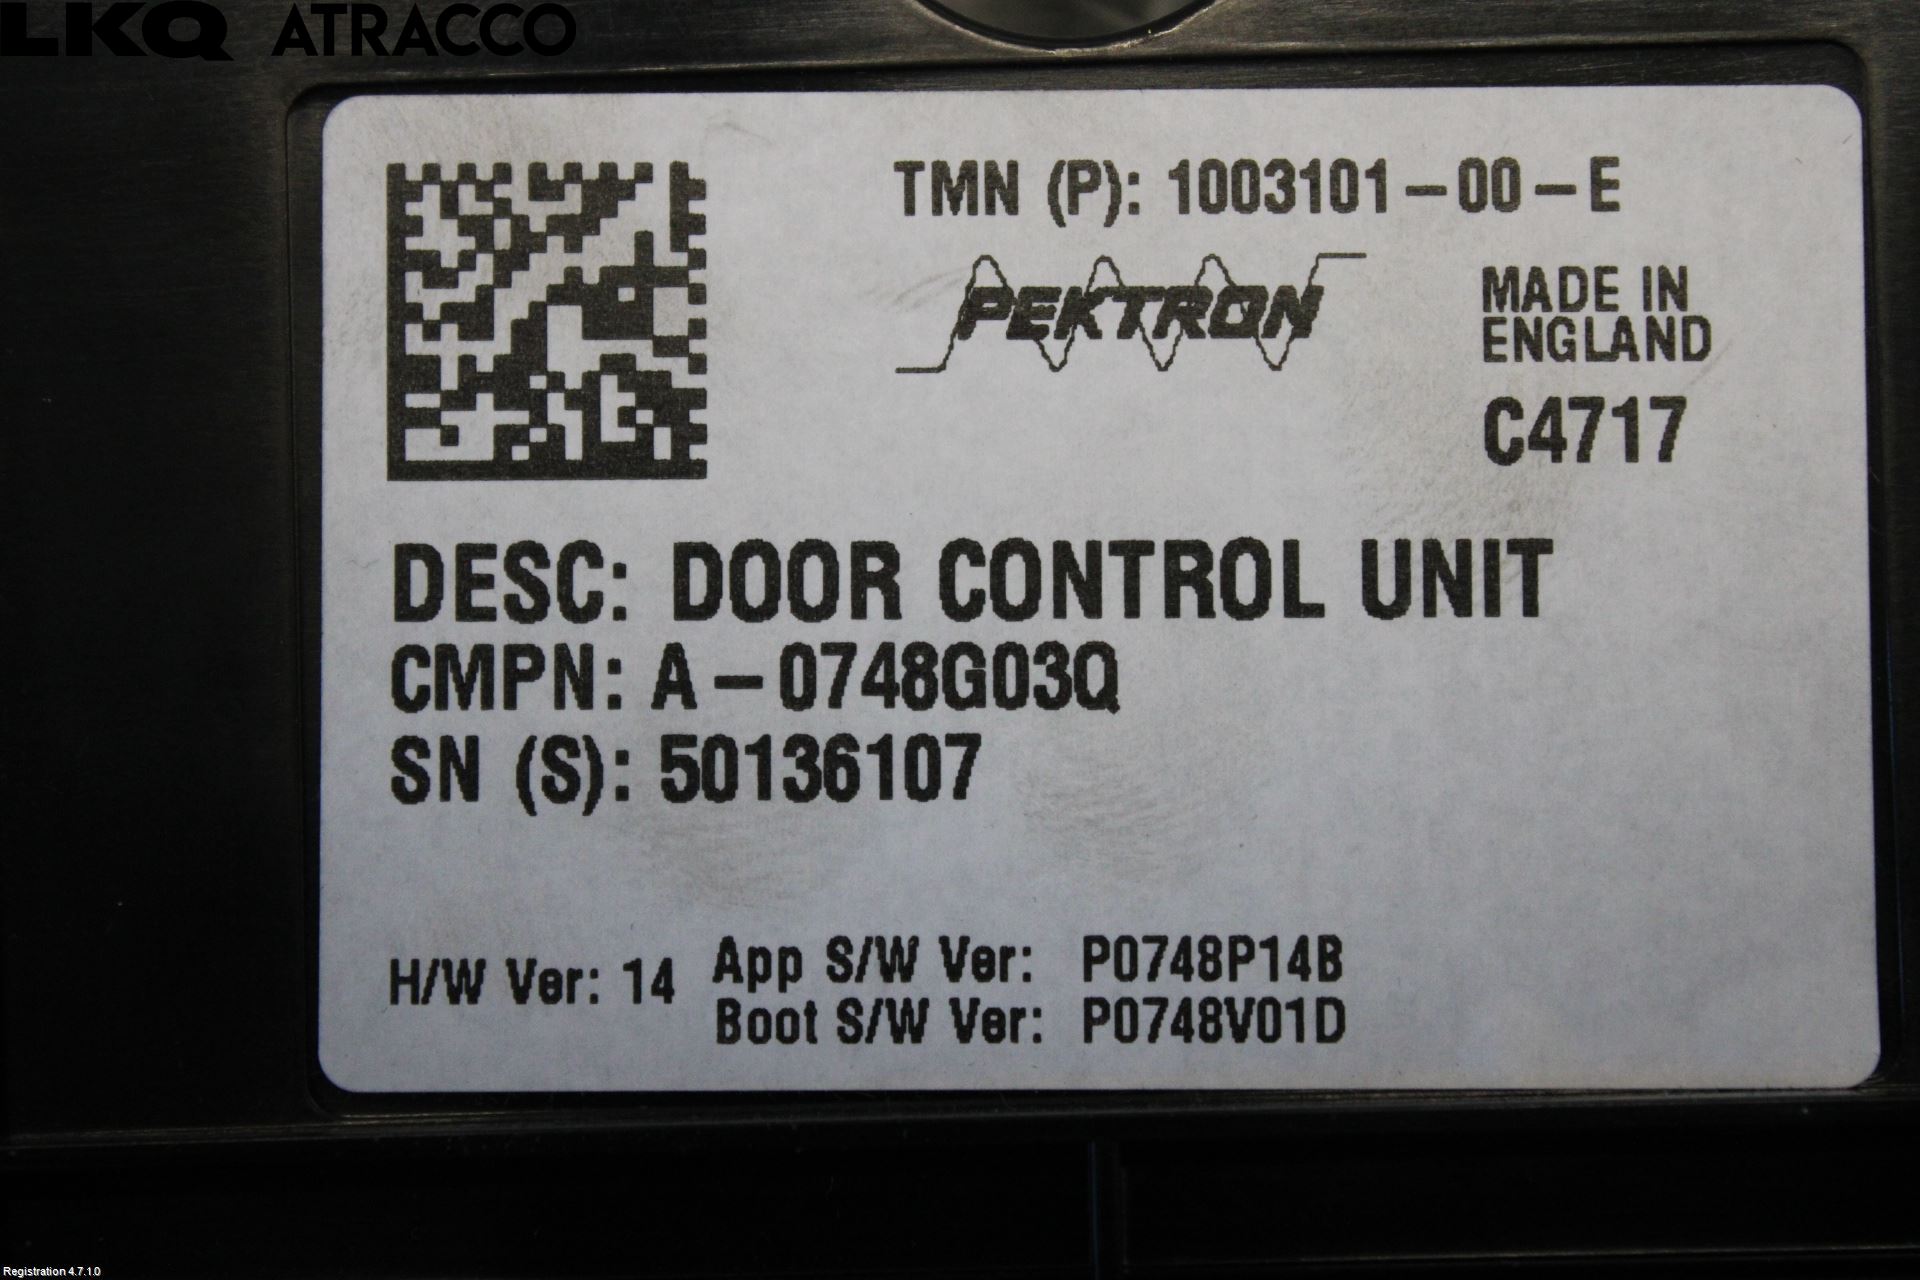 LKQ ATRACCO
TMN (P): 1003101-00-E
PEKTRON
MADE IN
ENGLAND
C4717
DESC: DOOR CONTROL UNIT
CMPN: A-0748G03Q
SN (S): 50136107
H/W Ver: 14
App S/W Ver: P0748P14B
Boot S/W Ver: P0748V01D
Registration 4.7.1.0